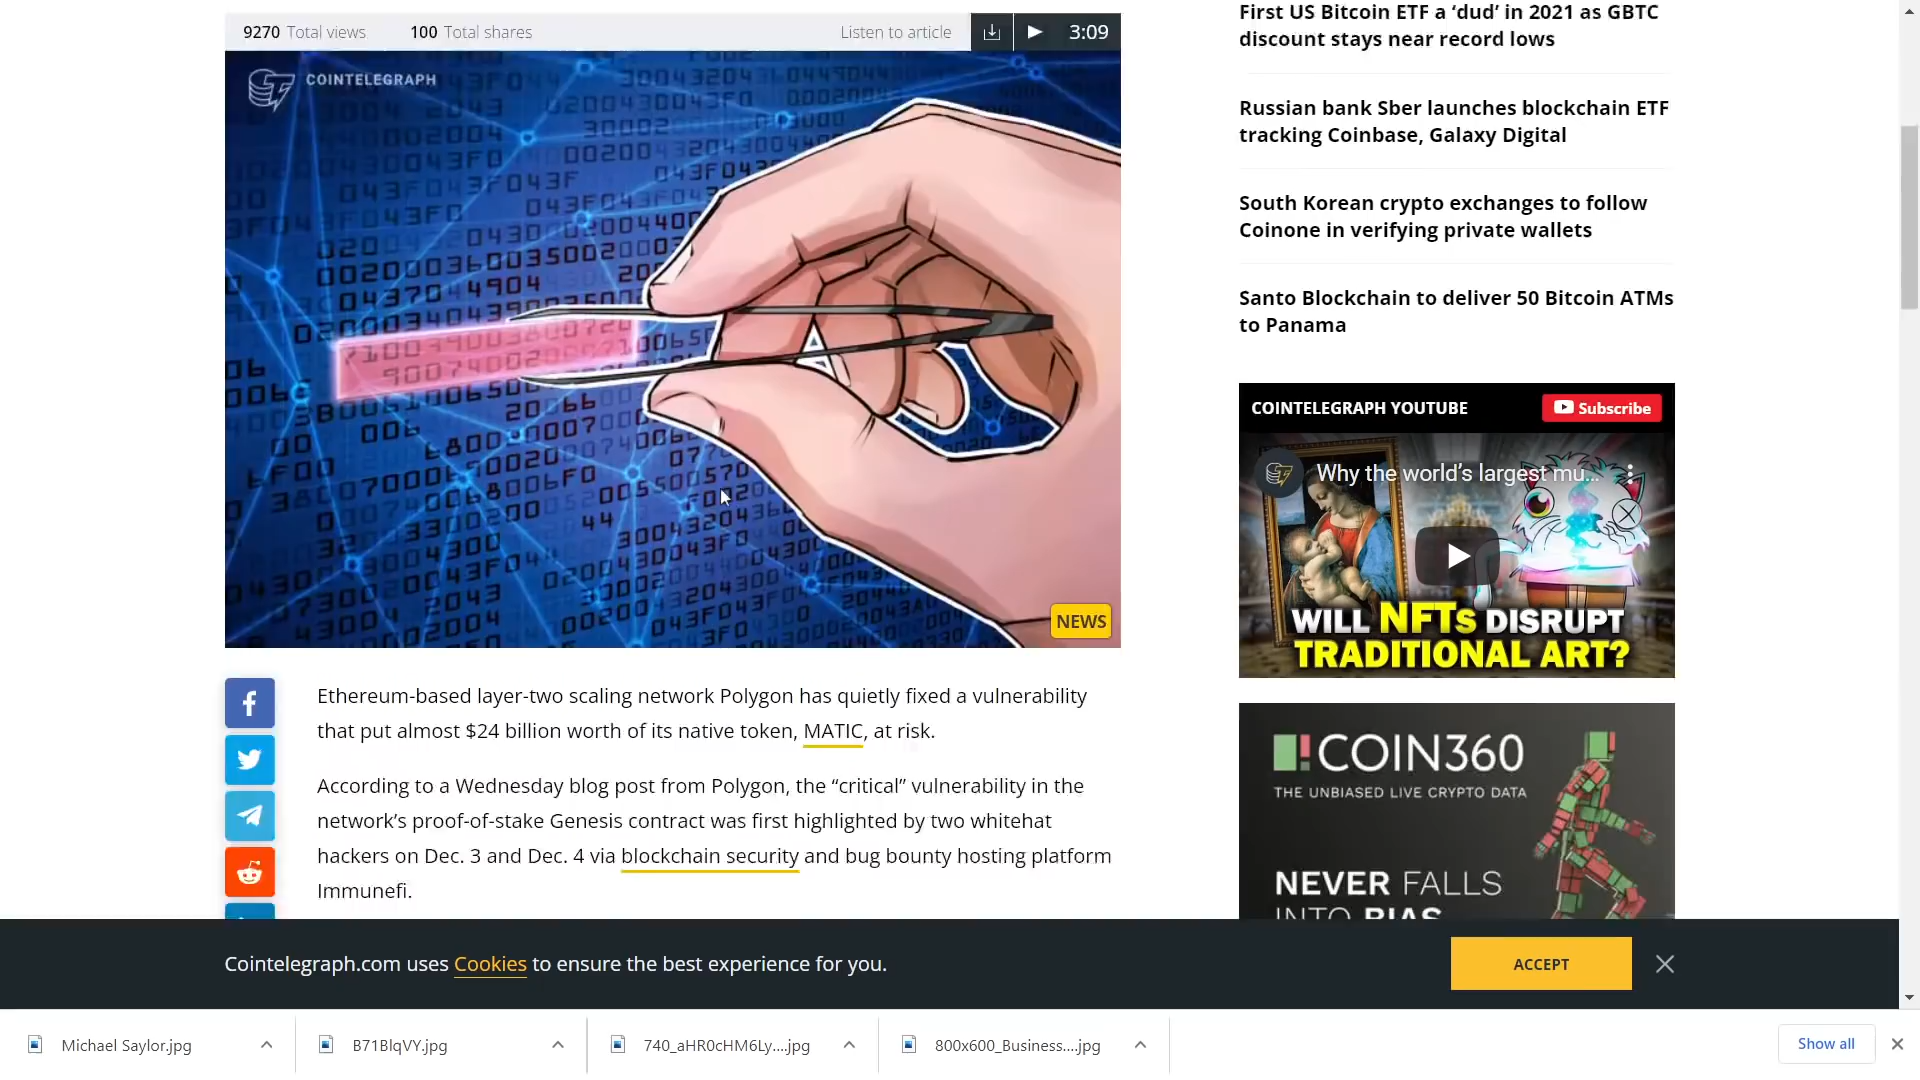 9270 Total views 100 Total shares Listen to article 3:09
COINTELEGRAPH
NEWS
Ethereum-based layer-two scaling network Polygon has quietly fixed a vulnerability
that put almost $24 billion worth of its native token, MATIC, at risk.
According to a Wednesday blog post from Polygon, the “critical” vulnerability in the
network’s proof-of-stake Genesis contract was first highlighted by two whitehat
hackers on Dec. 3 and Dec. 4 via blockchain security and bug bounty hosting platform
Immunefi.
First US Bitcoin ETF a ‘dud’ in 2021 as GBTC
discount stays near record lows
Russian bank Sber launches blockchain ETF
tracking Coinbase, Galaxy Digital
South Korean crypto exchanges to follow
Coinone in verifying private wallets
Santo Blockchain to deliver 50 Bitcoin ATMs
to Panama
COINTELEGRAPH YOUTUBE Subscribe
Why the world’s largest mu...
WILL NFTs DISRUPT
TRADITIONAL ART?
COIN360
THE UNBIASED LIVE CRYPTO DATA
NEVER FALLS
INTO BIAS
Cointelegraph.com uses Cookies to ensure the best experience for you.
ACCEPT
Michael Saylor.jpg
B71BlqVY.jpg
740_aHR0cHM6Ly....jpg
800x600_Business....jpg
Show all